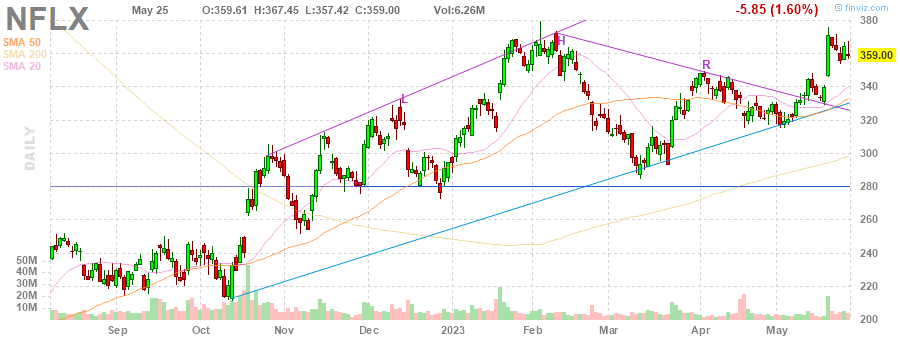 NFLX May 25 O:359.61 H:367.45 L:357.42 C:359.00 Vol:6.26M -5.85 (1.60%) © finviz.com
SMA 50
SMA 200
SMA 20
DAILY
380
359.00
340
320
300
280
260
240
220
200
50M
40M
30M
20M
10M
L
H
R
Sep Oct Nov Dec 2023 Feb Mar Apr May